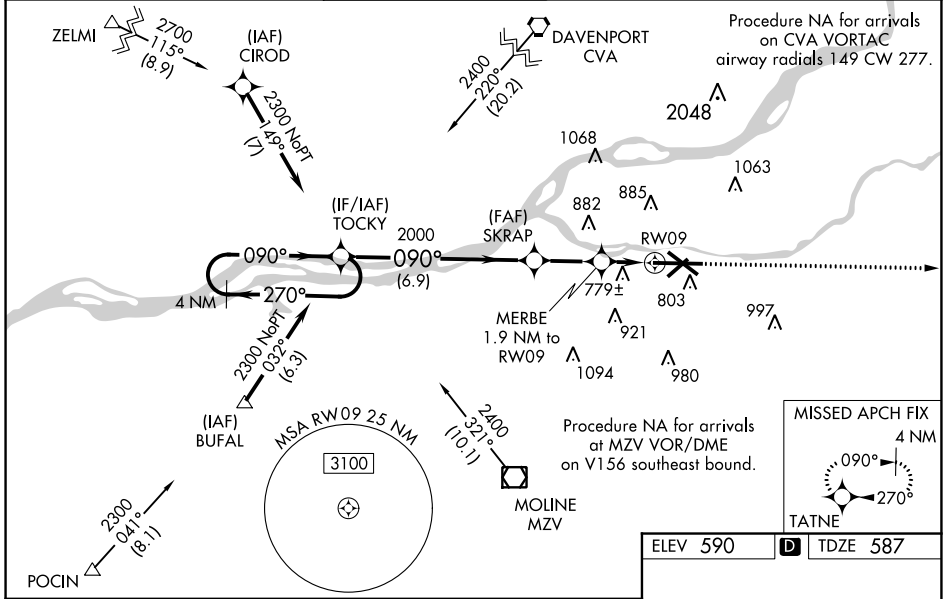 ZELMI
2700
115°
(8.9)
(IAF)
CIROD
2300 NoPT
149°
(7)
DAVENPORT
CVA
2400
220°
(20.2)
Procedure NA for arrivals
on CVA VORTAC
airway radials 149 CW 277.
2048
1068
1063
885
882
(IF/IAF)
TOCKY
2000
090°
(6.9)
(FAF)
SKRAP
RW09
090°
270°
4 NM
779±
803
997
MERBE
1.9 NM to
RW09
921
1094
980
2300 NoPT
032°
(6.3)
(IAF)
BUFAL
MSA RW09 25 NM
3100
2400
321°
(10.1)
MOLINE
MZV
Procedure NA for arrivals
at MZV VOR/DME
on V156 southeast bound.
MISSED APCH FIX
4 NM
090°
270°
TATNE
2300
041°
(8.1)
POCIN
ELEV 590 D TDZE 587